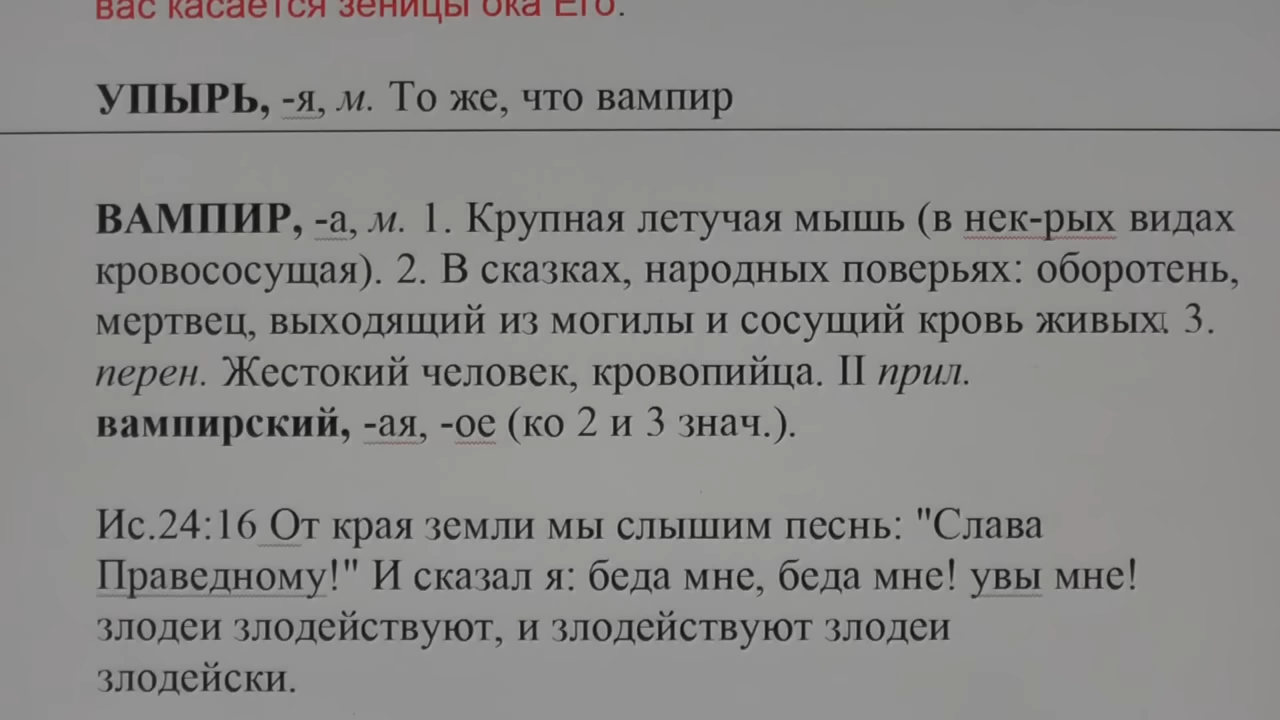 вас касается зеницы ока Его.
УПЫРЬ, -я, м. То же, что вампир
ВАМПИР, -а, м. 1. Крупная летучая мышь (в нек-рых видах
кровососущая). 2. В сказках, народных поверьях: оборотень,
мертвец, выходящий из могилы и сосущий кровь живых. 3.
перен. Жестокий человек, кровопийца. II прил.
вампирский, -ая, -ое (ко 2 и 3 знач.).
Ис.24:16 От края земли мы слышим песнь: "Слава
Праведному!" И сказал я: беда мне, беда мне! увы мне!
злодеи злодействуют, и злодействуют злодеи
злодейски.